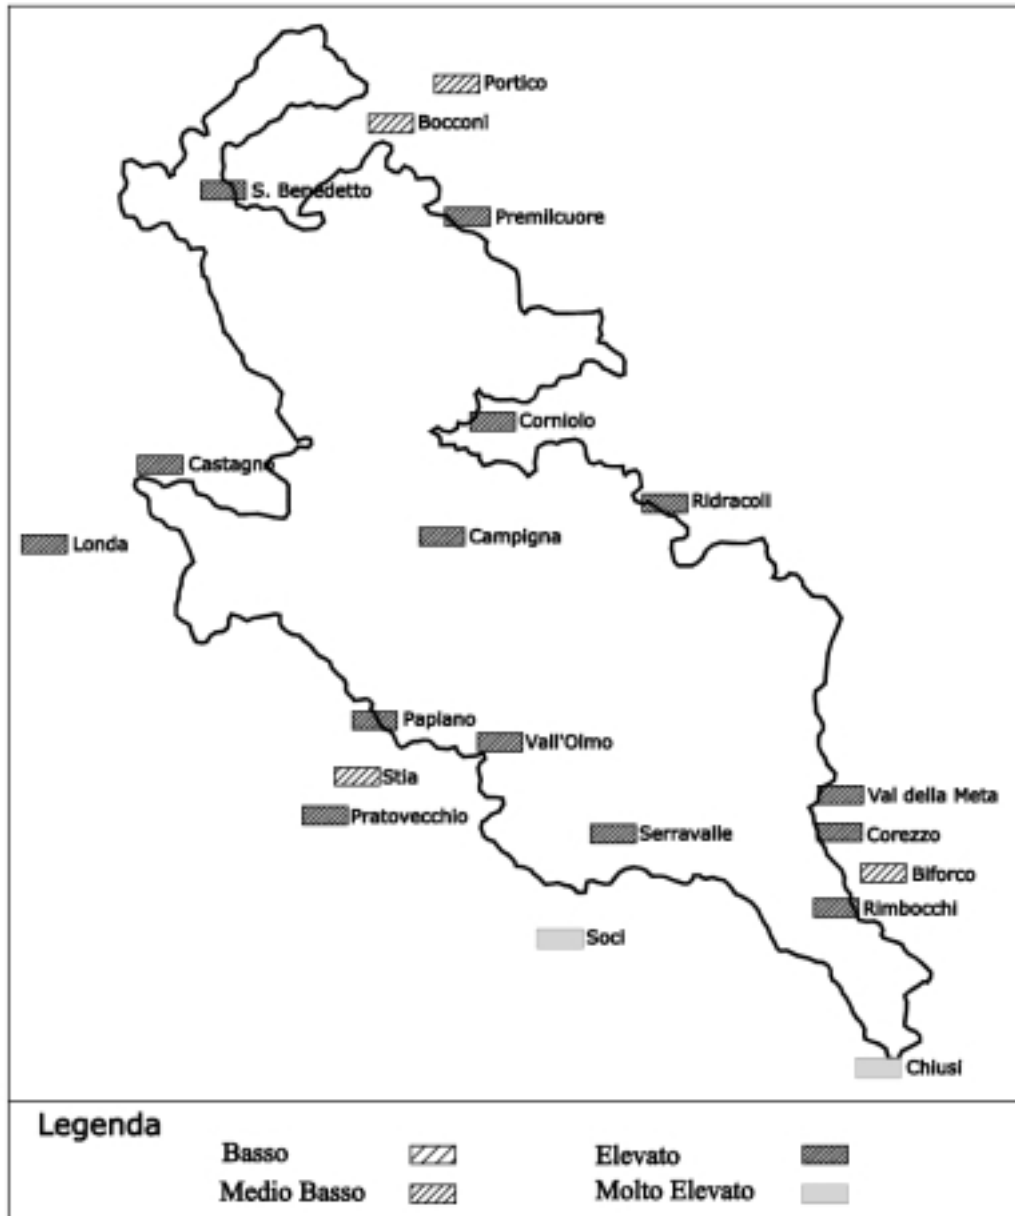 Portico
Bocconi
S. Benedetto
Premilcuore
Corniolo
Castagno
Ridracoli
Campigna
Londa
Papiano
Vall'Olmo
Stia
Val della Meta
Pratovecchio
Serravalle
Corezzo
Biforco
Rimbocchi
Soci
Chiusi
Legenda
Basso
Elevato
Medio Basso
Molto Elevato